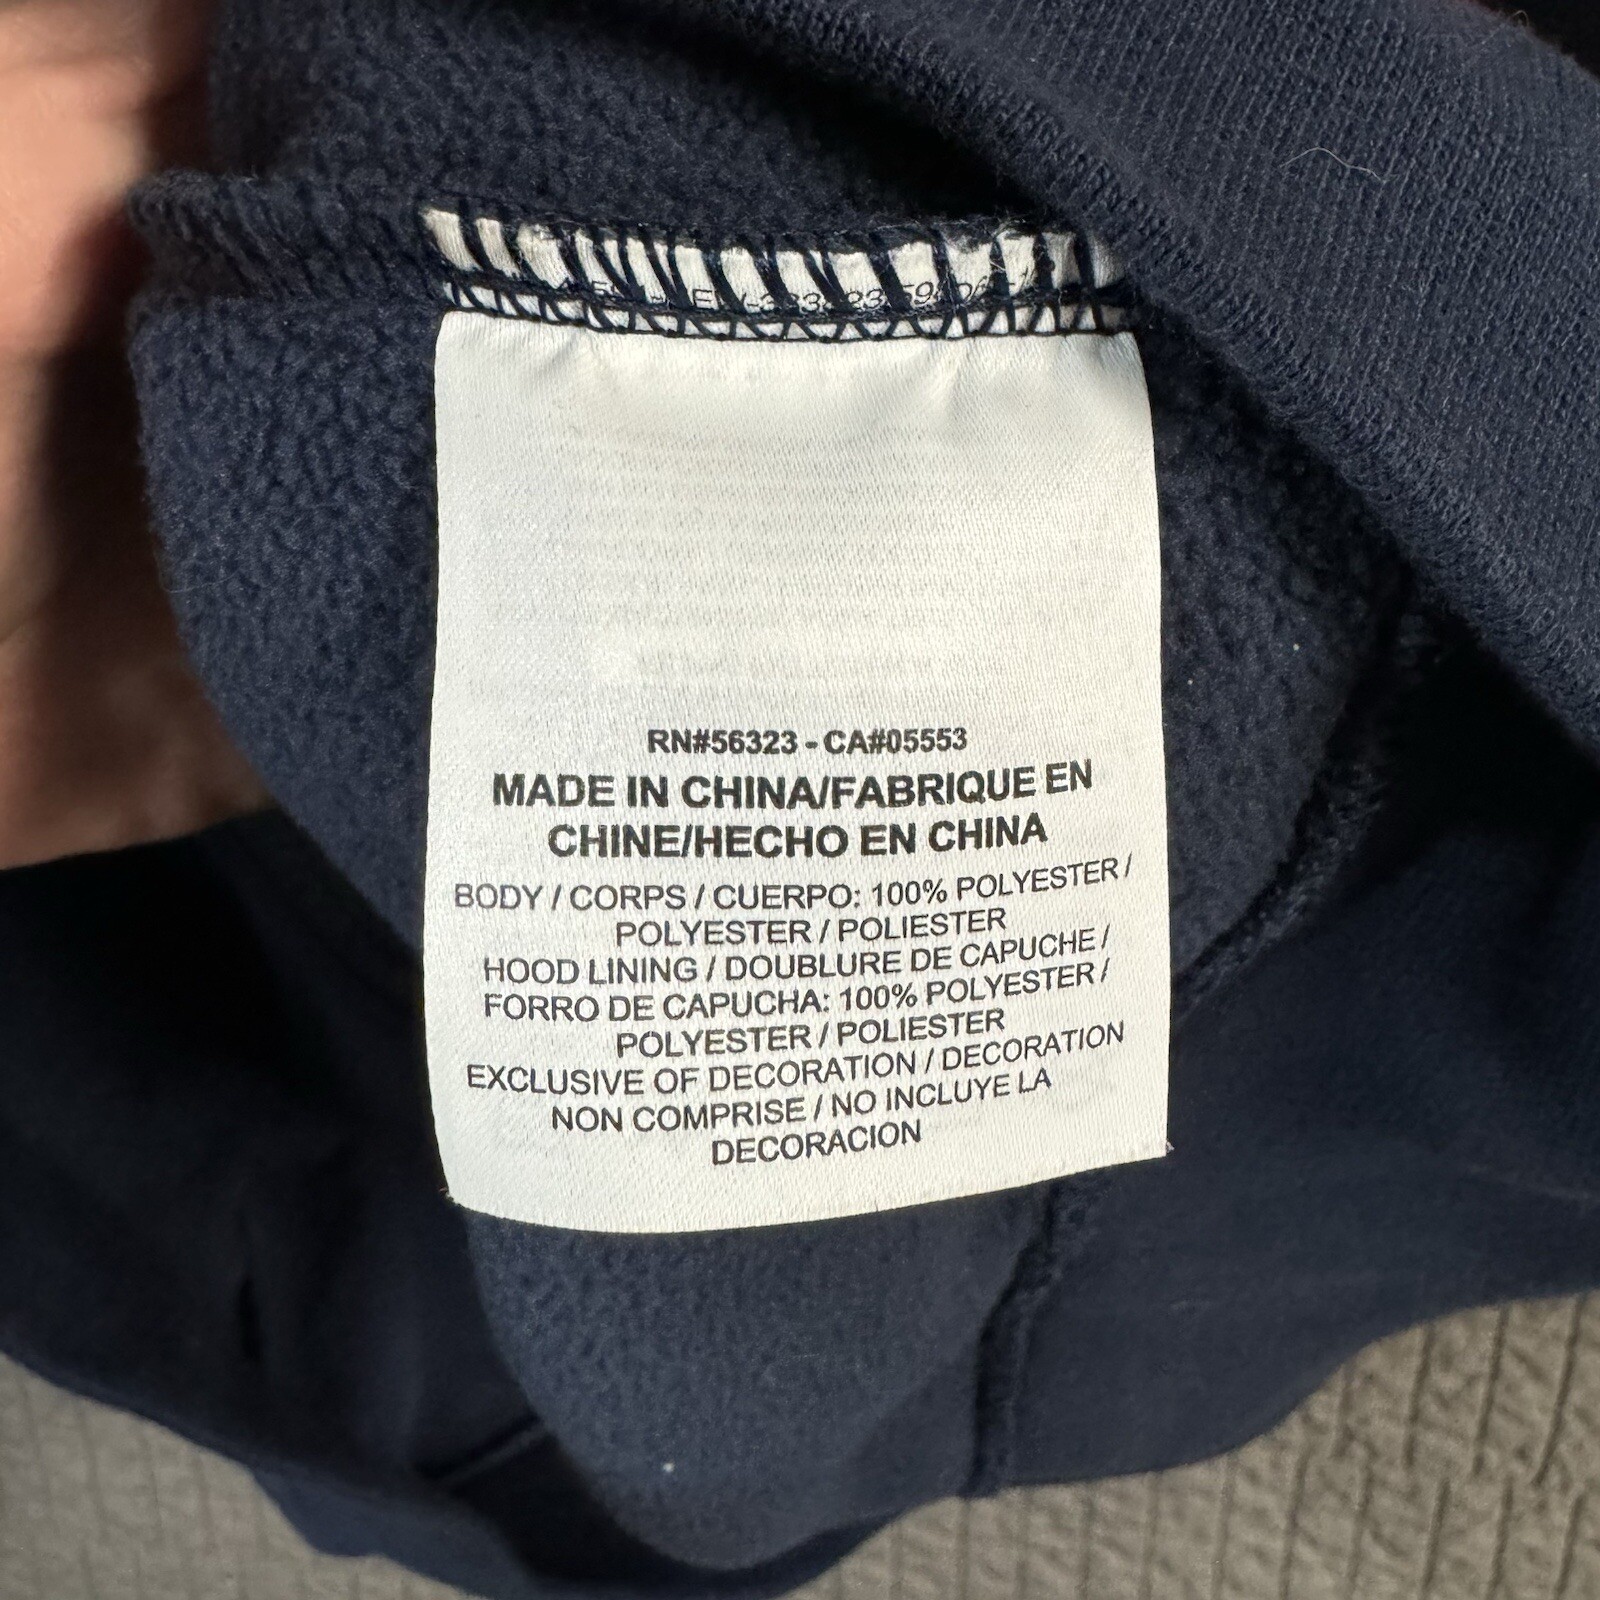 RN#56323 - CA#05553
MADE IN CHINA/FABRIQUE EN
CHINE/HECHO EN CHINA
BODY / CORPS / CUERPO: 100% POLYESTER /
POLYESTER / POLIESTER
HOOD LINING / DOUBLURE DE CAPUCHE /
FORRO DE CAPUCHA: 100% POLYESTER /
POLYESTER / POLIESTER
EXCLUSIVE OF DECORATION / DECORATION
NON COMPRISE / NO INCLUYE LA
DECORACION